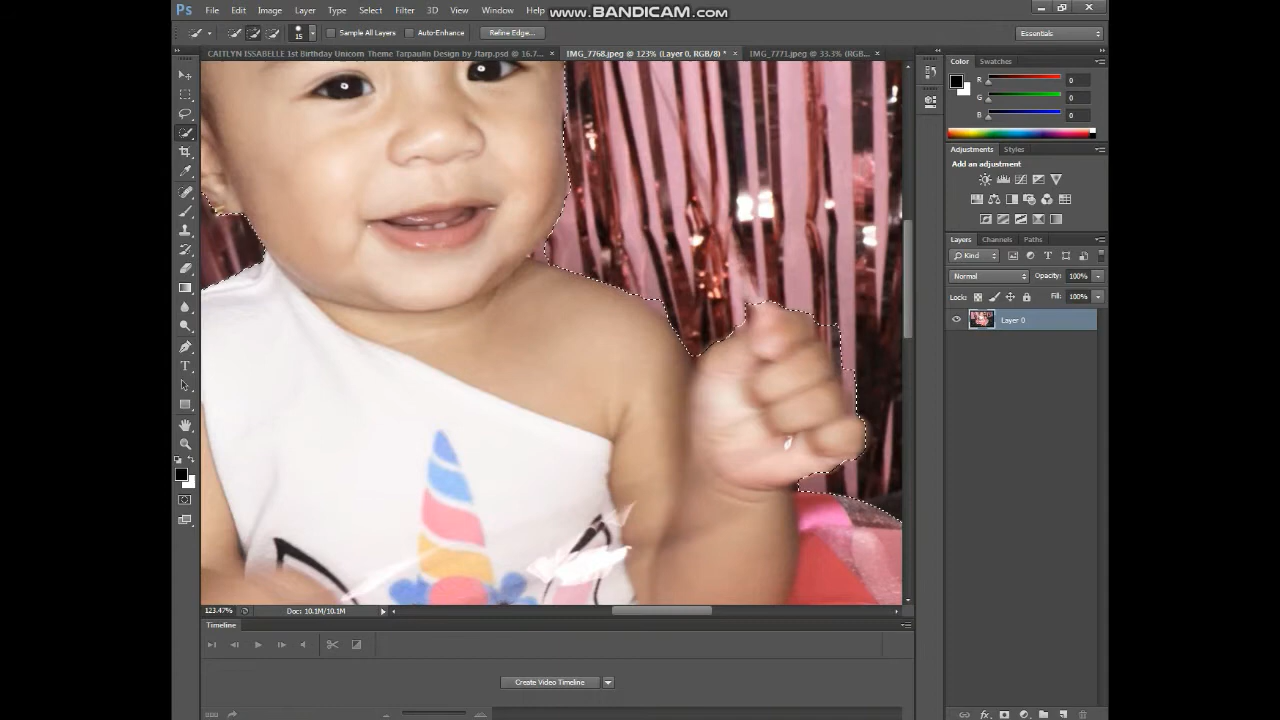 www.BANDICAM.com
Ps File Edit Image Layer Type Select Filter 3D View Window Help
15 Sample All Layers Auto-Enhance Refine Edge... Essentials
CAITLYN ISSABELLE 1st Birthday Unicorn Theme Tarpaulin Design by Jtarp.psd @ 16.7... × IMG_7768.jpeg @ 123% (Layer 0, RGB/8) * × IMG_7771.jpeg @ 33.3% (RGB... ×
Color Swatches
R 0
G 0
B 0
Adjustments Styles
Add an adjustment
Layers Channels Paths
Kind
Normal Opacity: 100%
Lock: Fill: 100%
Layer 0
123.47% Doc: 10.1M/10.1M
Timeline
Create Video Timeline
fx